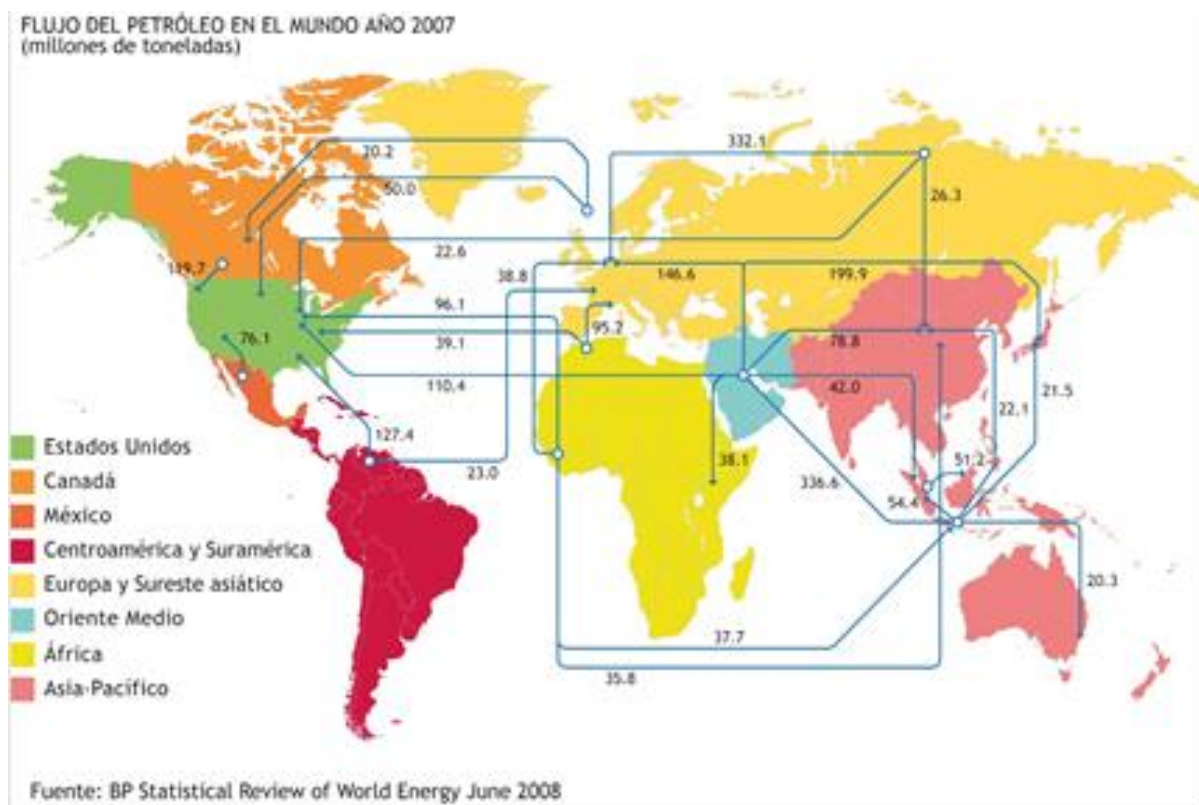 FLUJO DEL PETRÓLEO EN EL MUNDO AÑO 2007
(millones de toneladas)
20.2
332.1
50.0
26.3
22.6
119.7
38.8
146.6
199.9
96.1
95.2
76.1
39.1
78.8
110.4
42.0
21.5
22.1
127.4
23.0
38.1
51.2
336.6
54.4
20.3
37.7
35.8
Estados Unidos
Canadá
México
Centroamérica y Suramérica
Europa y Sureste asiático
Oriente Medio
África
Asia-Pacífico
Fuente: BP Statistical Review of World Energy June 2008